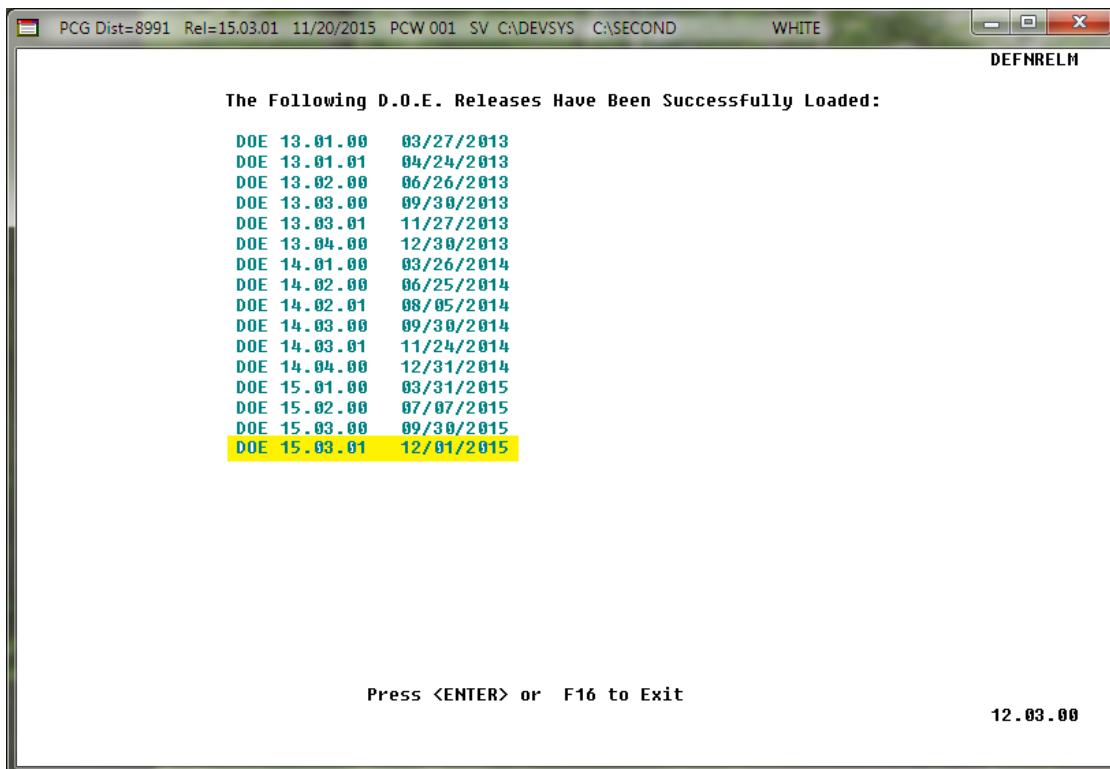 PCG Dist=8991 Rel=15.03.01 11/20/2015 PCW 001 SV C:\DEVSYS C:\SECOND WHITE
DEFNRELM
The Following D.O.E. Releases Have Been Successfully Loaded:
DOE 13.01.00 03/27/2013
DOE 13.01.01 04/24/2013
DOE 13.02.00 06/26/2013
DOE 13.03.00 09/30/2013
DOE 13.03.01 11/27/2013
DOE 13.04.00 12/30/2013
DOE 14.01.00 03/26/2014
DOE 14.02.00 06/25/2014
DOE 14.02.01 08/05/2014
DOE 14.03.00 09/30/2014
DOE 14.03.01 11/24/2014
DOE 14.04.00 12/31/2014
DOE 15.01.00 03/31/2015
DOE 15.02.00 07/07/2015
DOE 15.03.00 09/30/2015
DOE 15.03.01 12/01/2015
Press <ENTER> or F16 to Exit
12.03.00